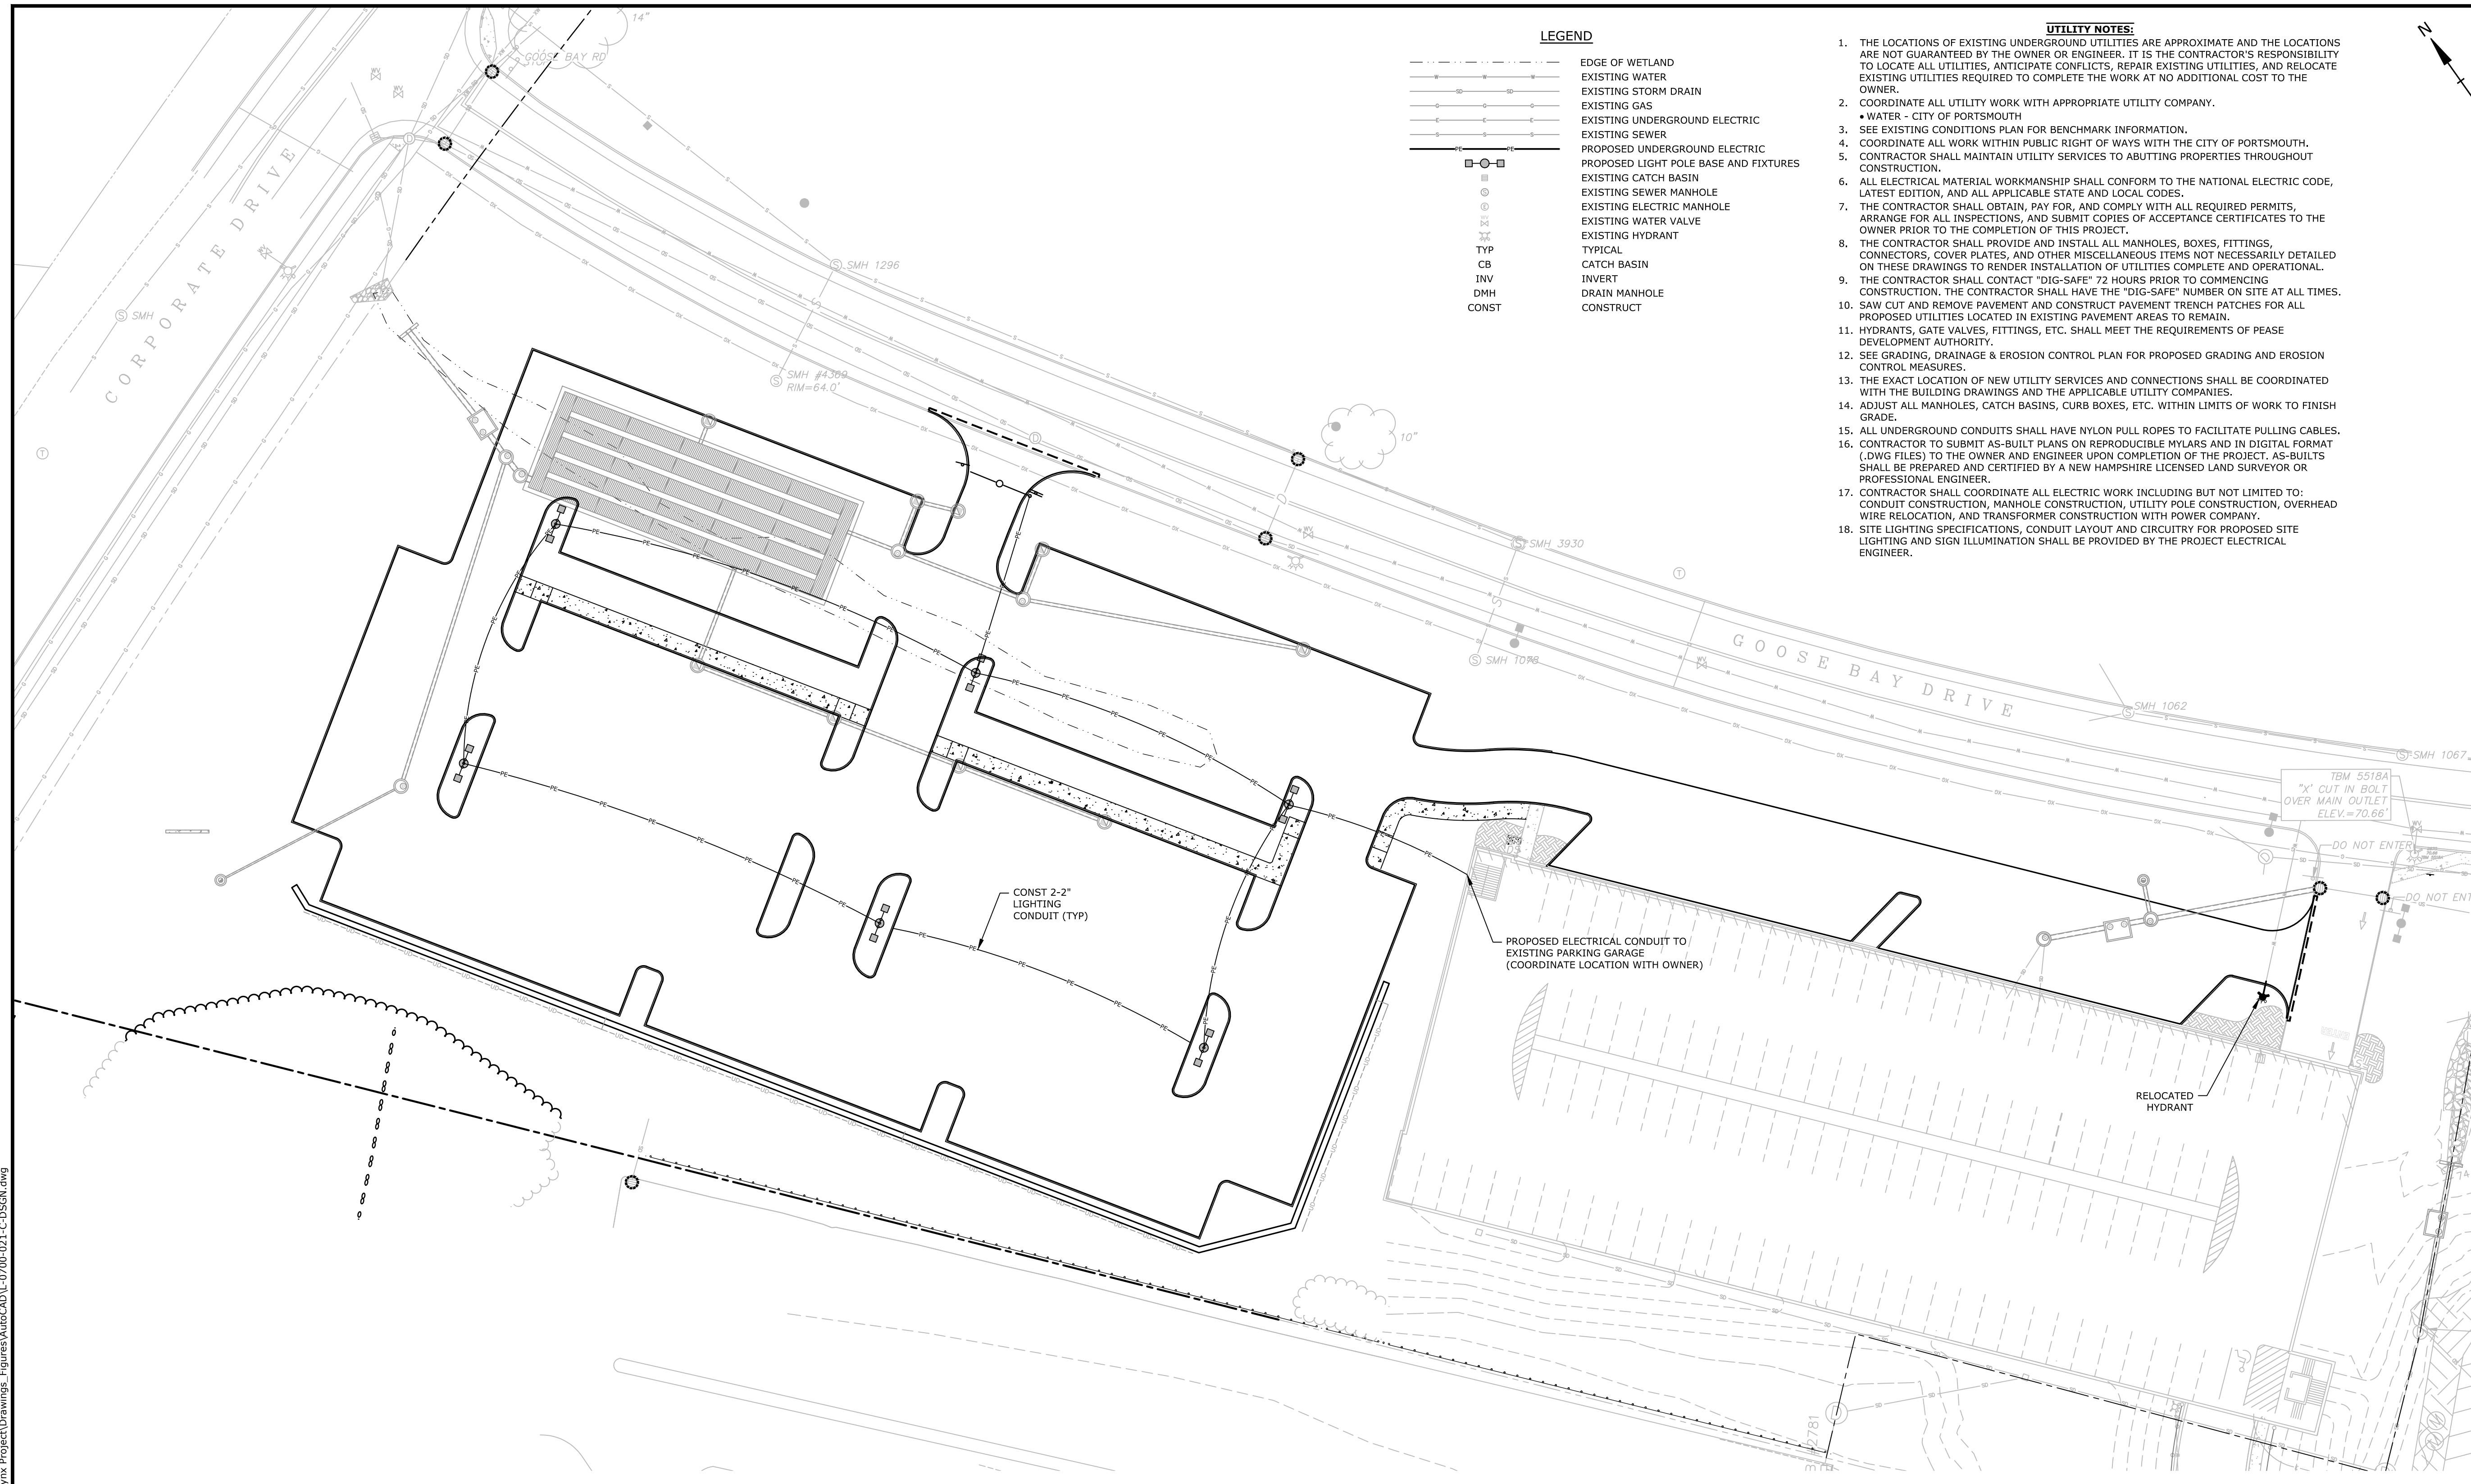 LEGEND
EDGE OF WETLAND
EXISTING WATER
EXISTING STORM DRAIN
EXISTING GAS
EXISTING UNDERGROUND ELECTRIC
EXISTING SEWER
PE PE PROPOSED UNDERGROUND ELECTRIC
PROPOSED LIGHT POLE BASE AND FIXTURES
EXISTING CATCH BASIN
EXISTING SEWER MANHOLE
EXISTING ELECTRIC MANHOLE
EXISTING WATER VALVE
EXISTING HYDRANT
TYP TYPICAL
CB CATCH BASIN
INV INVERT
DMH DRAIN MANHOLE
CONST CONSTRUCT
UTILITY NOTES:
1. THE LOCATIONS OF EXISTING UNDERGROUND UTILITIES ARE APPROXIMATE AND THE LOCATIONS
ARE NOT GUARANTEED BY THE OWNER OR ENGINEER. IT IS THE CONTRACTOR'S RESPONSIBILITY
TO LOCATE ALL UTILITIES, ANTICIPATE CONFLICTS, REPAIR EXISTING UTILITIES, AND RELOCATE
EXISTING UTILITIES REQUIRED TO COMPLETE THE WORK AT NO ADDITIONAL COST TO THE
OWNER.
2. COORDINATE ALL UTILITY WORK WITH APPROPRIATE UTILITY COMPANY.
• WATER - CITY OF PORTSMOUTH
3. SEE EXISTING CONDITIONS PLAN FOR BENCHMARK INFORMATION.
4. COORDINATE ALL WORK WITHIN PUBLIC RIGHT OF WAYS WITH THE CITY OF PORTSMOUTH.
5. CONTRACTOR SHALL MAINTAIN UTILITY SERVICES TO ABUTTING PROPERTIES THROUGHOUT
CONSTRUCTION.
6. ALL ELECTRICAL MATERIAL WORKMANSHIP SHALL CONFORM TO THE NATIONAL ELECTRIC CODE,
LATEST EDITION, AND ALL APPLICABLE STATE AND LOCAL CODES.
7. THE CONTRACTOR SHALL OBTAIN, PAY FOR, AND COMPLY WITH ALL REQUIRED PERMITS,
ARRANGE FOR ALL INSPECTIONS, AND SUBMIT COPIES OF ACCEPTANCE CERTIFICATES TO THE
OWNER PRIOR TO THE COMPLETION OF THIS PROJECT.
8. THE CONTRACTOR SHALL PROVIDE AND INSTALL ALL MANHOLES, BOXES, FITTINGS,
CONNECTORS, COVER PLATES, AND OTHER MISCELLANEOUS ITEMS NOT NECESSARILY DETAILED
ON THESE DRAWINGS TO RENDER INSTALLATION OF UTILITIES COMPLETE AND OPERATIONAL.
9. THE CONTRACTOR SHALL CONTACT "DIG-SAFE" 72 HOURS PRIOR TO COMMENCING
CONSTRUCTION. THE CONTRACTOR SHALL HAVE THE "DIG-SAFE" NUMBER ON SITE AT ALL TIMES.
10. SAW CUT AND REMOVE PAVEMENT AND CONSTRUCT PAVEMENT TRENCH PATCHES FOR ALL
PROPOSED UTILITIES LOCATED IN EXISTING PAVEMENT AREAS TO REMAIN.
11. HYDRANTS, GATE VALVES, FITTINGS, ETC. SHALL MEET THE REQUIREMENTS OF PEASE
DEVELOPMENT AUTHORITY.
12. SEE GRADING, DRAINAGE & EROSION CONTROL PLAN FOR PROPOSED GRADING AND EROSION
CONTROL MEASURES.
13. THE EXACT LOCATION OF NEW UTILITY SERVICES AND CONNECTIONS SHALL BE COORDINATED
WITH THE BUILDING DRAWINGS AND THE APPLICABLE UTILITY COMPANIES.
14. ADJUST ALL MANHOLES, CATCH BASINS, CURB BOXES, ETC. WITHIN LIMITS OF WORK TO FINISH
GRADE.
15. ALL UNDERGROUND CONDUITS SHALL HAVE NYLON PULL ROPES TO FACILITATE PULLING CABLES.
16. CONTRACTOR TO SUBMIT AS-BUILT PLANS ON REPRODUCIBLE MYLARS AND IN DIGITAL FORMAT
(.DWG FILES) TO THE OWNER AND ENGINEER UPON COMPLETION OF THE PROJECT. AS-BUILTS
SHALL BE PREPARED AND CERTIFIED BY A NEW HAMPSHIRE LICENSED LAND SURVEYOR OR
PROFESSIONAL ENGINEER.
17. CONTRACTOR SHALL COORDINATE ALL ELECTRIC WORK INCLUDING BUT NOT LIMITED TO:
CONDUIT CONSTRUCTION, MANHOLE CONSTRUCTION, UTILITY POLE CONSTRUCTION, OVERHEAD
WIRE RELOCATION, AND TRANSFORMER CONSTRUCTION WITH POWER COMPANY.
18. SITE LIGHTING SPECIFICATIONS, CONDUIT LAYOUT AND CIRCUITRY FOR PROPOSED SITE
LIGHTING AND SIGN ILLUMINATION SHALL BE PROVIDED BY THE PROJECT ELECTRICAL
ENGINEER.
N
14"
GOOSE BAY RD
CORPORATE DRIVE
SMH
SMH 1296
SMH #4369
RIM=64.0'
10"
SMH 3930
SMH 1078
GOOSE BAY DRIVE
SMH 1062
SMH 1067
TBM 5518A
"X' CUT IN BOLT
OVER MAIN OUTLET
ELEV.=70.66'
DO NOT ENTER
DO NOT ENT
CONST 2-2"
LIGHTING
CONDUIT (TYP)
PROPOSED ELECTRICAL CONDUIT TO
EXISTING PARKING GARAGE
(COORDINATE LOCATION WITH OWNER)
RELOCATED
HYDRANT
2781
ynx Project\Drawings_Figures\AutoCAD\L-0700-021-C-DSGN.dwg